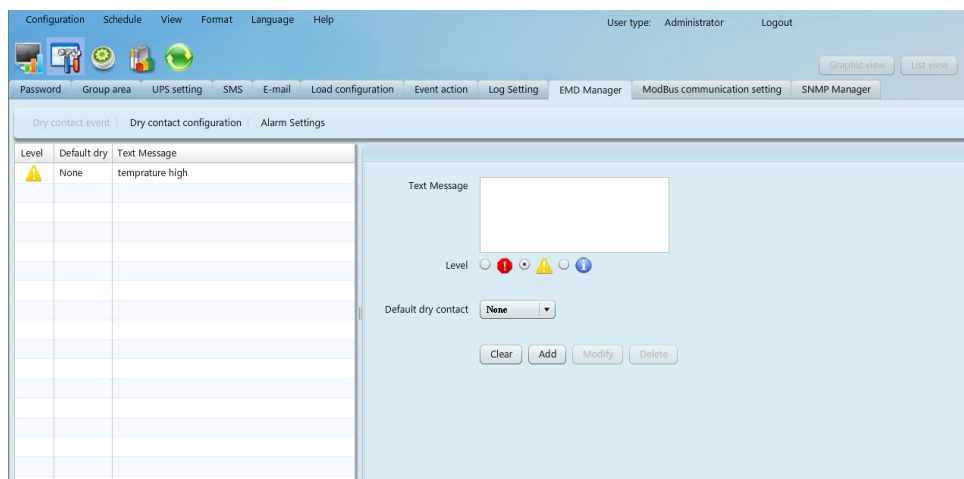 Configuration Schedule View Format Language Help User type: Administrator Logout
Graphic view List view
Password Group area UPS setting SMS E-mail Load configuration Event action Log Setting EMD Manager ModBus communication setting SNMP Manager
Dry contact event Dry contact configuration Alarm Settings
Level Default dry Text Message
None temprature high
Text Message
Level
Default dry contact None
Clear Add Modify Delete